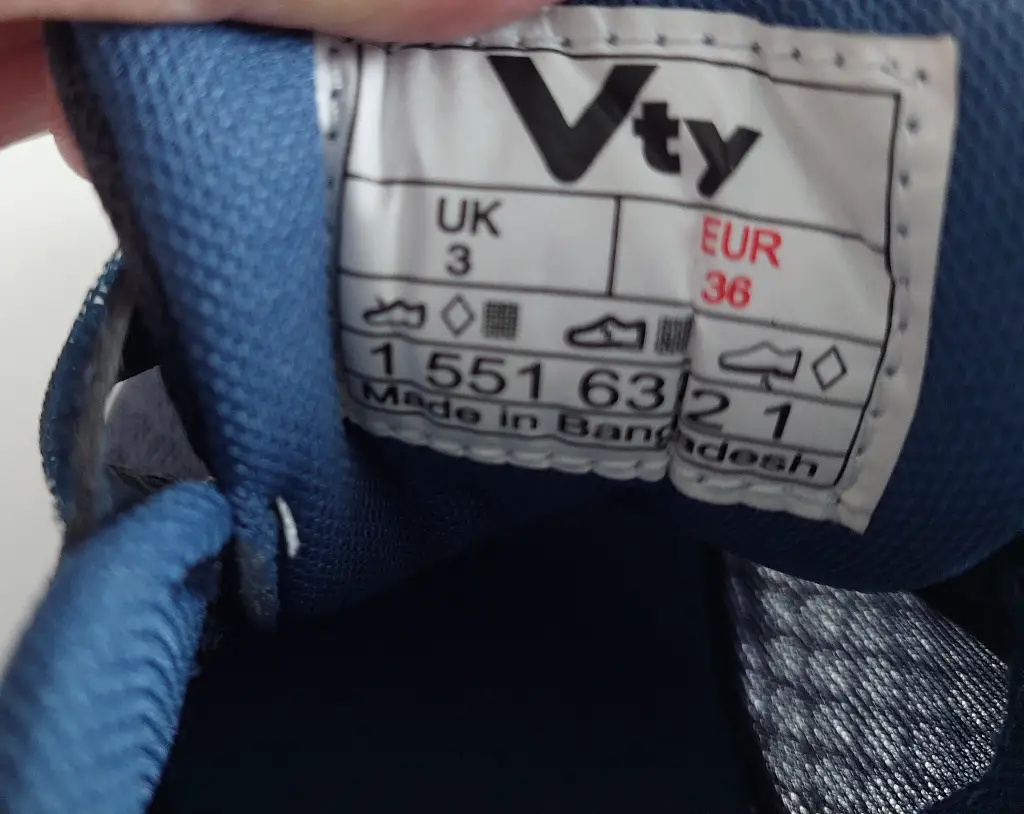 Vty
UK EUR
3 36
1 551 63 2 1
Made in Bangladesh